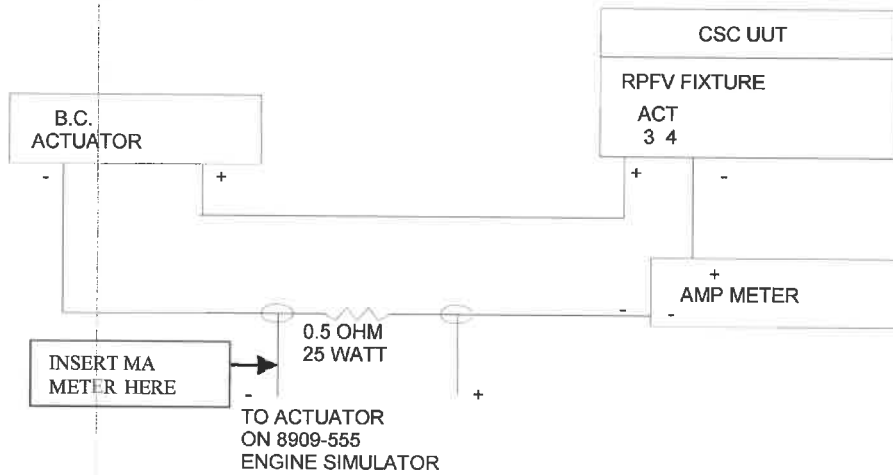 CSC UUT
RPFV FIXTURE
ACT
3 4
B.C.
ACTUATOR
-
+
+
-
+
AMP METER
-
-
0.5 OHM
25 WATT
INSERT MA
METER HERE
-
+
TO ACTUATOR
ON 8909-555
ENGINE SIMULATOR